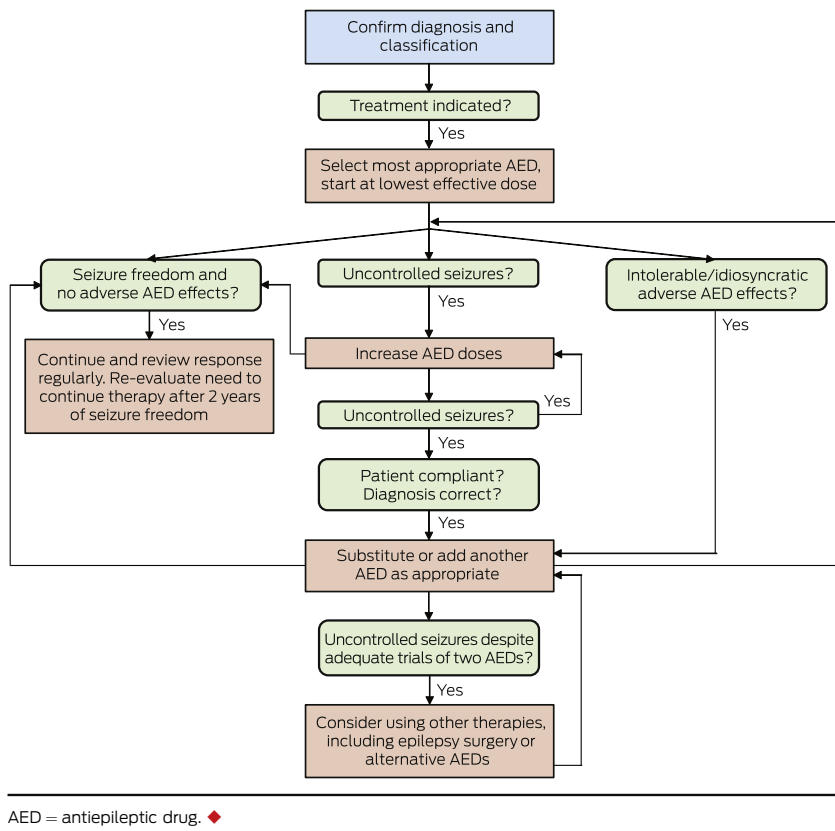 Confirm diagnosis and
classification
Treatment indicated?
Yes
Select most appropriate AED,
start at lowest effective dose
Seizure freedom and
no adverse AED effects?
Uncontrolled seizures?
Intolerable/idiosyncratic
adverse AED effects?
Yes
Yes
Yes
Continue and review response
regularly. Re-evaluate need to
continue therapy after 2 years
of seizure freedom
Increase AED doses
Uncontrolled seizures?
Yes
Yes
Patient compliant?
Diagnosis correct?
Yes
Substitute or add another
AED as appropriate
Uncontrolled seizures despite
adequate trials of two AEDs?
Yes
Consider using other therapies,
including epilepsy surgery or
alternative AEDs
AED = antiepileptic drug. ◆